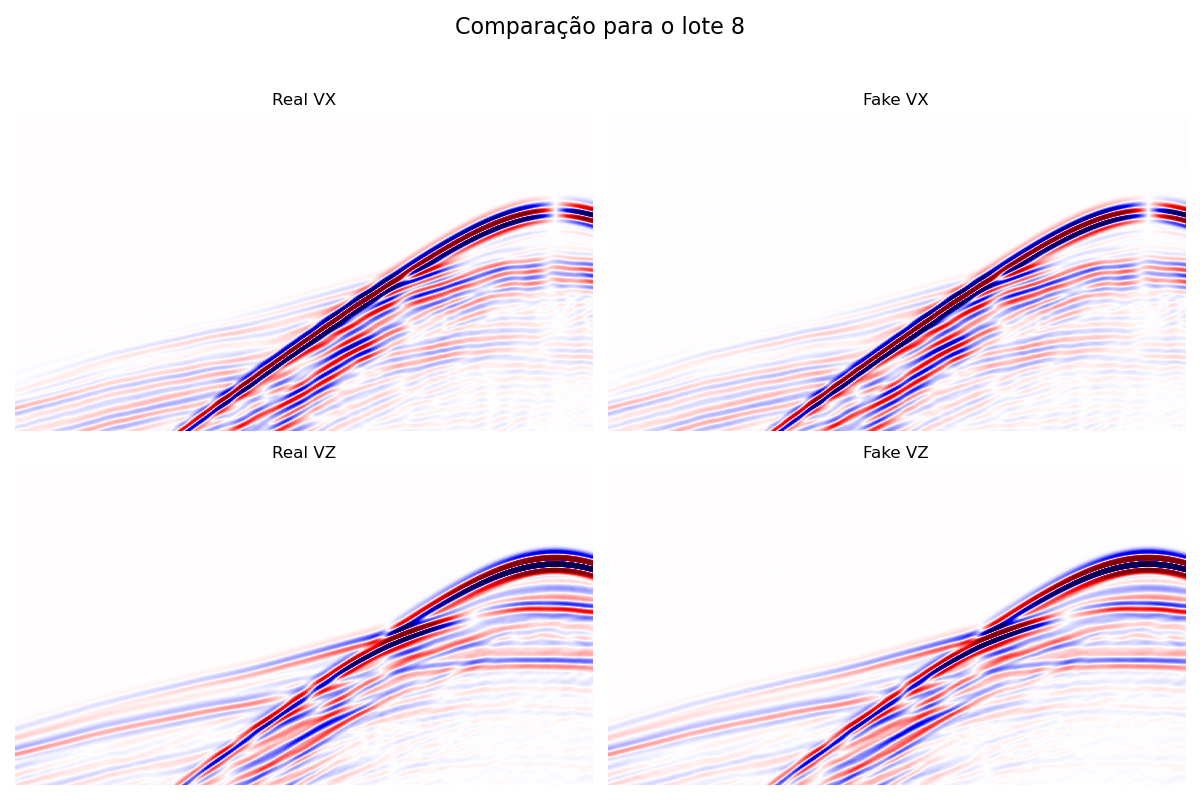 Comparação para o lote 8
Real VX
Fake VX
Real VZ
Fake VZ